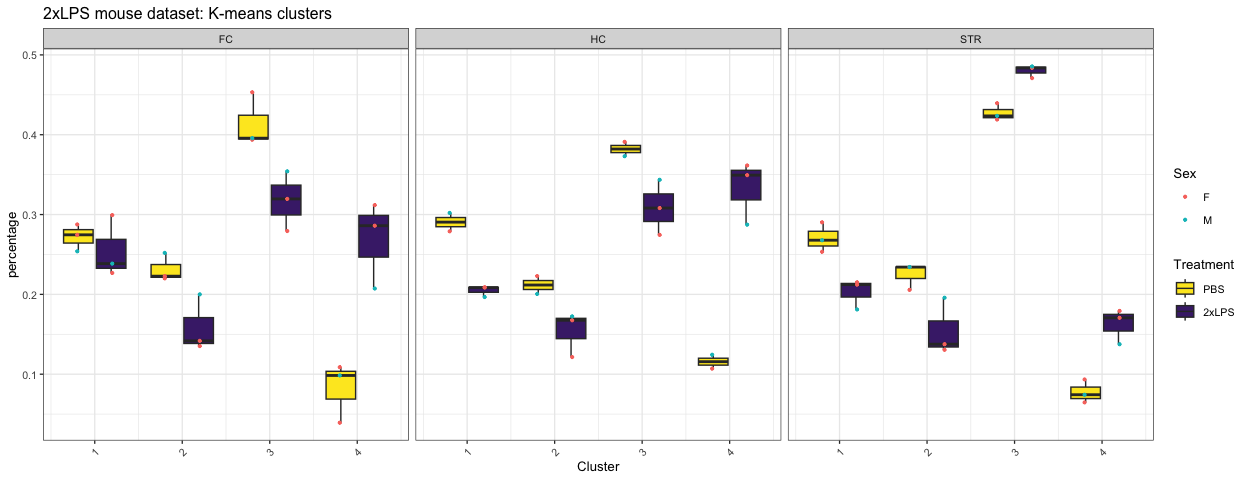 2xLPS mouse dataset: K-means clusters
FC
HC
STR
0.5
0.4
0.3
0.2
0.1
percentage
1
2
3
4
1
2
3
4
1
2
3
4
Cluster
Sex
F
M
Treatment
PBS
2xLPS